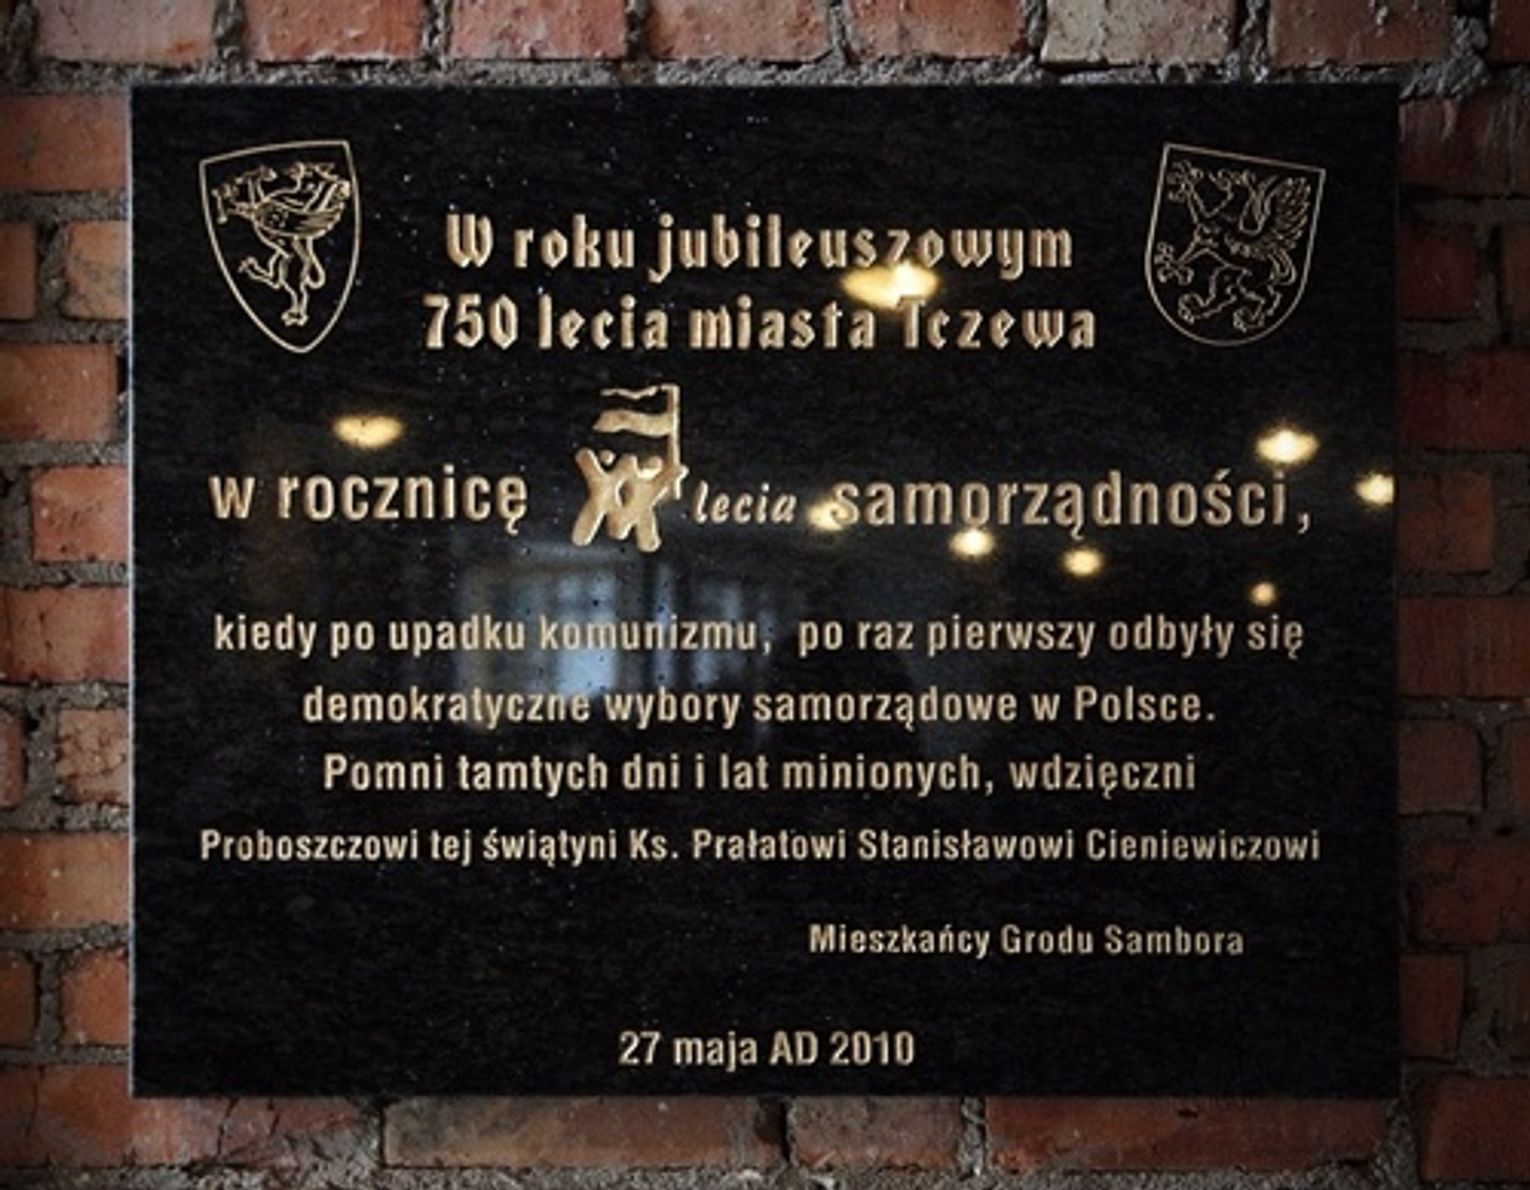 W roku jubileuszowym
750 lecia miasta Tczewa
w rocznicę XX lecia samorządności,
kiedy po upadku komunizmu, po raz pierwszy odbyły się
demokratyczne wybory samorządowe w Polsce.
Pomni tamtych dni i lat minionych, wdzięczni
Proboszczowi tej świątyni Ks. Prałatowi Stanisławowi Cieniewiczowi
Mieszkańcy Grodu Sambora
27 maja AD 2010